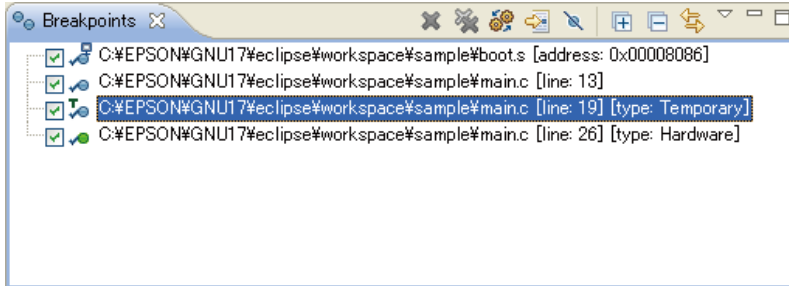 Breakpoints
C:¥EPSON¥GNU17¥eclipse¥workspace¥sample¥boot.s [address: 0x00008086]
C:¥EPSON¥GNU17¥eclipse¥workspace¥sample¥main.c [line: 13]
T C:¥EPSON¥GNU17¥eclipse¥workspace¥sample¥main.c [line: 19] [type: Temporary]
C:¥EPSON¥GNU17¥eclipse¥workspace¥sample¥main.c [line: 26] [type: Hardware]